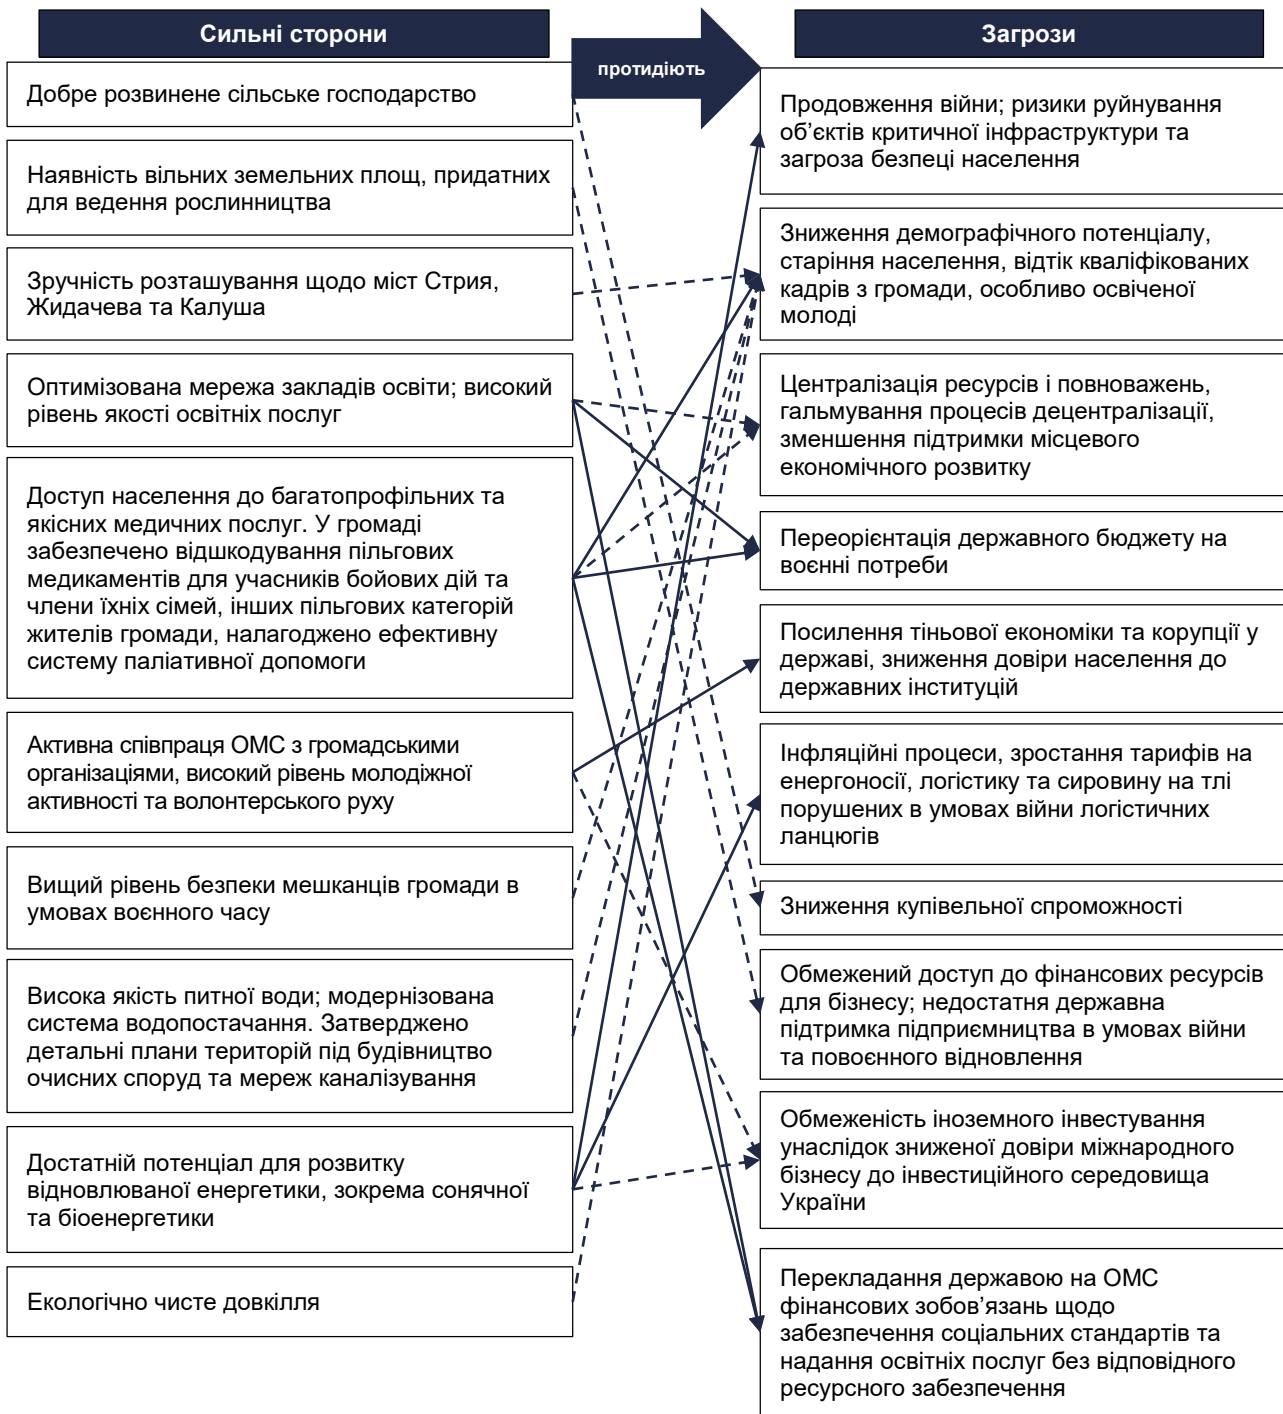 Сильні сторони
протидіють
Загрози
Добре розвинене сільське господарство
Наявність вільних земельних площ, придатних
для ведення рослинництва
Зручність розташування щодо міст Стрия,
Жидачева та Калуша
Оптимізована мережа закладів освіти; високий
рівень якості освітніх послуг
Доступ населення до багатопрофільних та
якісних медичних послуг. У громаді
забезпечено відшкодування пільгових
медикаментів для учасників бойових дій та
члени їхніх сімей, інших пільгових категорій
жителів громади, налагоджено ефективну
систему паліативної допомоги
Активна співпраця ОМС з громадськими
організаціями, високий рівень молодіжної
активності та волонтерського руху
Вищий рівень безпеки мешканців громади в
умовах воєнного часу
Висока якість питної води; модернізована
система водопостачання. Затверджено
детальні плани територій під будівництво
очисних споруд та мереж каналізування
Достатній потенціал для розвитку
відновлюваної енергетики, зокрема сонячної
та біоенергетики
Екологічно чисте довкілля
Продовження війни; ризики руйнування
об’єктів критичної інфраструктури та
загроза безпеці населення
Зниження демографічного потенціалу,
старіння населення, відтік кваліфікованих
кадрів з громади, особливо освіченої
молоді
Централізація ресурсів і повноважень,
гальмування процесів децентралізації,
зменшення підтримки місцевого
економічного розвитку
Переорієнтація державного бюджету на
воєнні потреби
Посилення тіньової економіки та корупції у
державі, зниження довіри населення до
державних інституцій
Інфляційні процеси, зростання тарифів на
енергоносії, логістику та сировину на тлі
порушених в умовах війни логістичних
ланцюгів
Зниження купівельної спроможності
Обмежений доступ до фінансових ресурсів
для бізнесу; недостатня державна
підтримка підприємництва в умовах війни
та повоєнного відновлення
Обмеженість іноземного інвестування
унаслідок зниженої довіри міжнародного
бізнесу до інвестиційного середовища
України
Перекладання державою на ОМС
фінансових зобов’язань щодо
забезпечення соціальних стандартів та
надання освітніх послуг без відповідного
ресурсного забезпечення